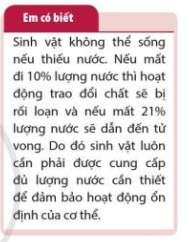 Em có biết
Sinh vật không thể sống
nếu thiếu nước. Nếu mất
đi 10% lượng nước thì hoạt
động trao đổi chất sẽ bị
rối loạn và nếu mất 21%
lượng nước sẽ dẫn đến tử
vong. Do đó sinh vật luôn
cần phải được cung cấp
đủ lượng nước cần thiết
để đảm bảo hoạt động ổn
định của cơ thể.